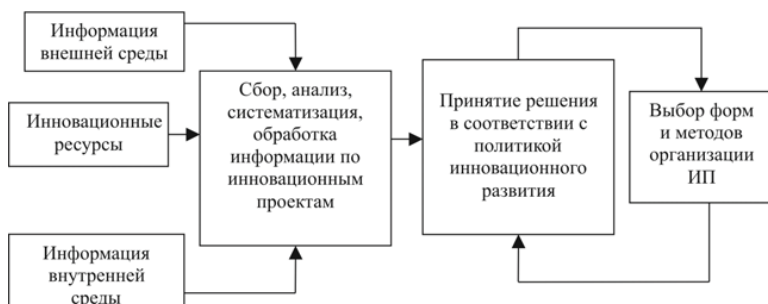 Информация
внешней среды
Инновационные
ресурсы
Информация
внутренней
среды
Сбор, анализ,
систематизация,
обработка
информации по
инновационным
проектам
Принятие решения
в соответствии с
политикой
инновационного
развития
Выбор форм
и методов
организации
ИП